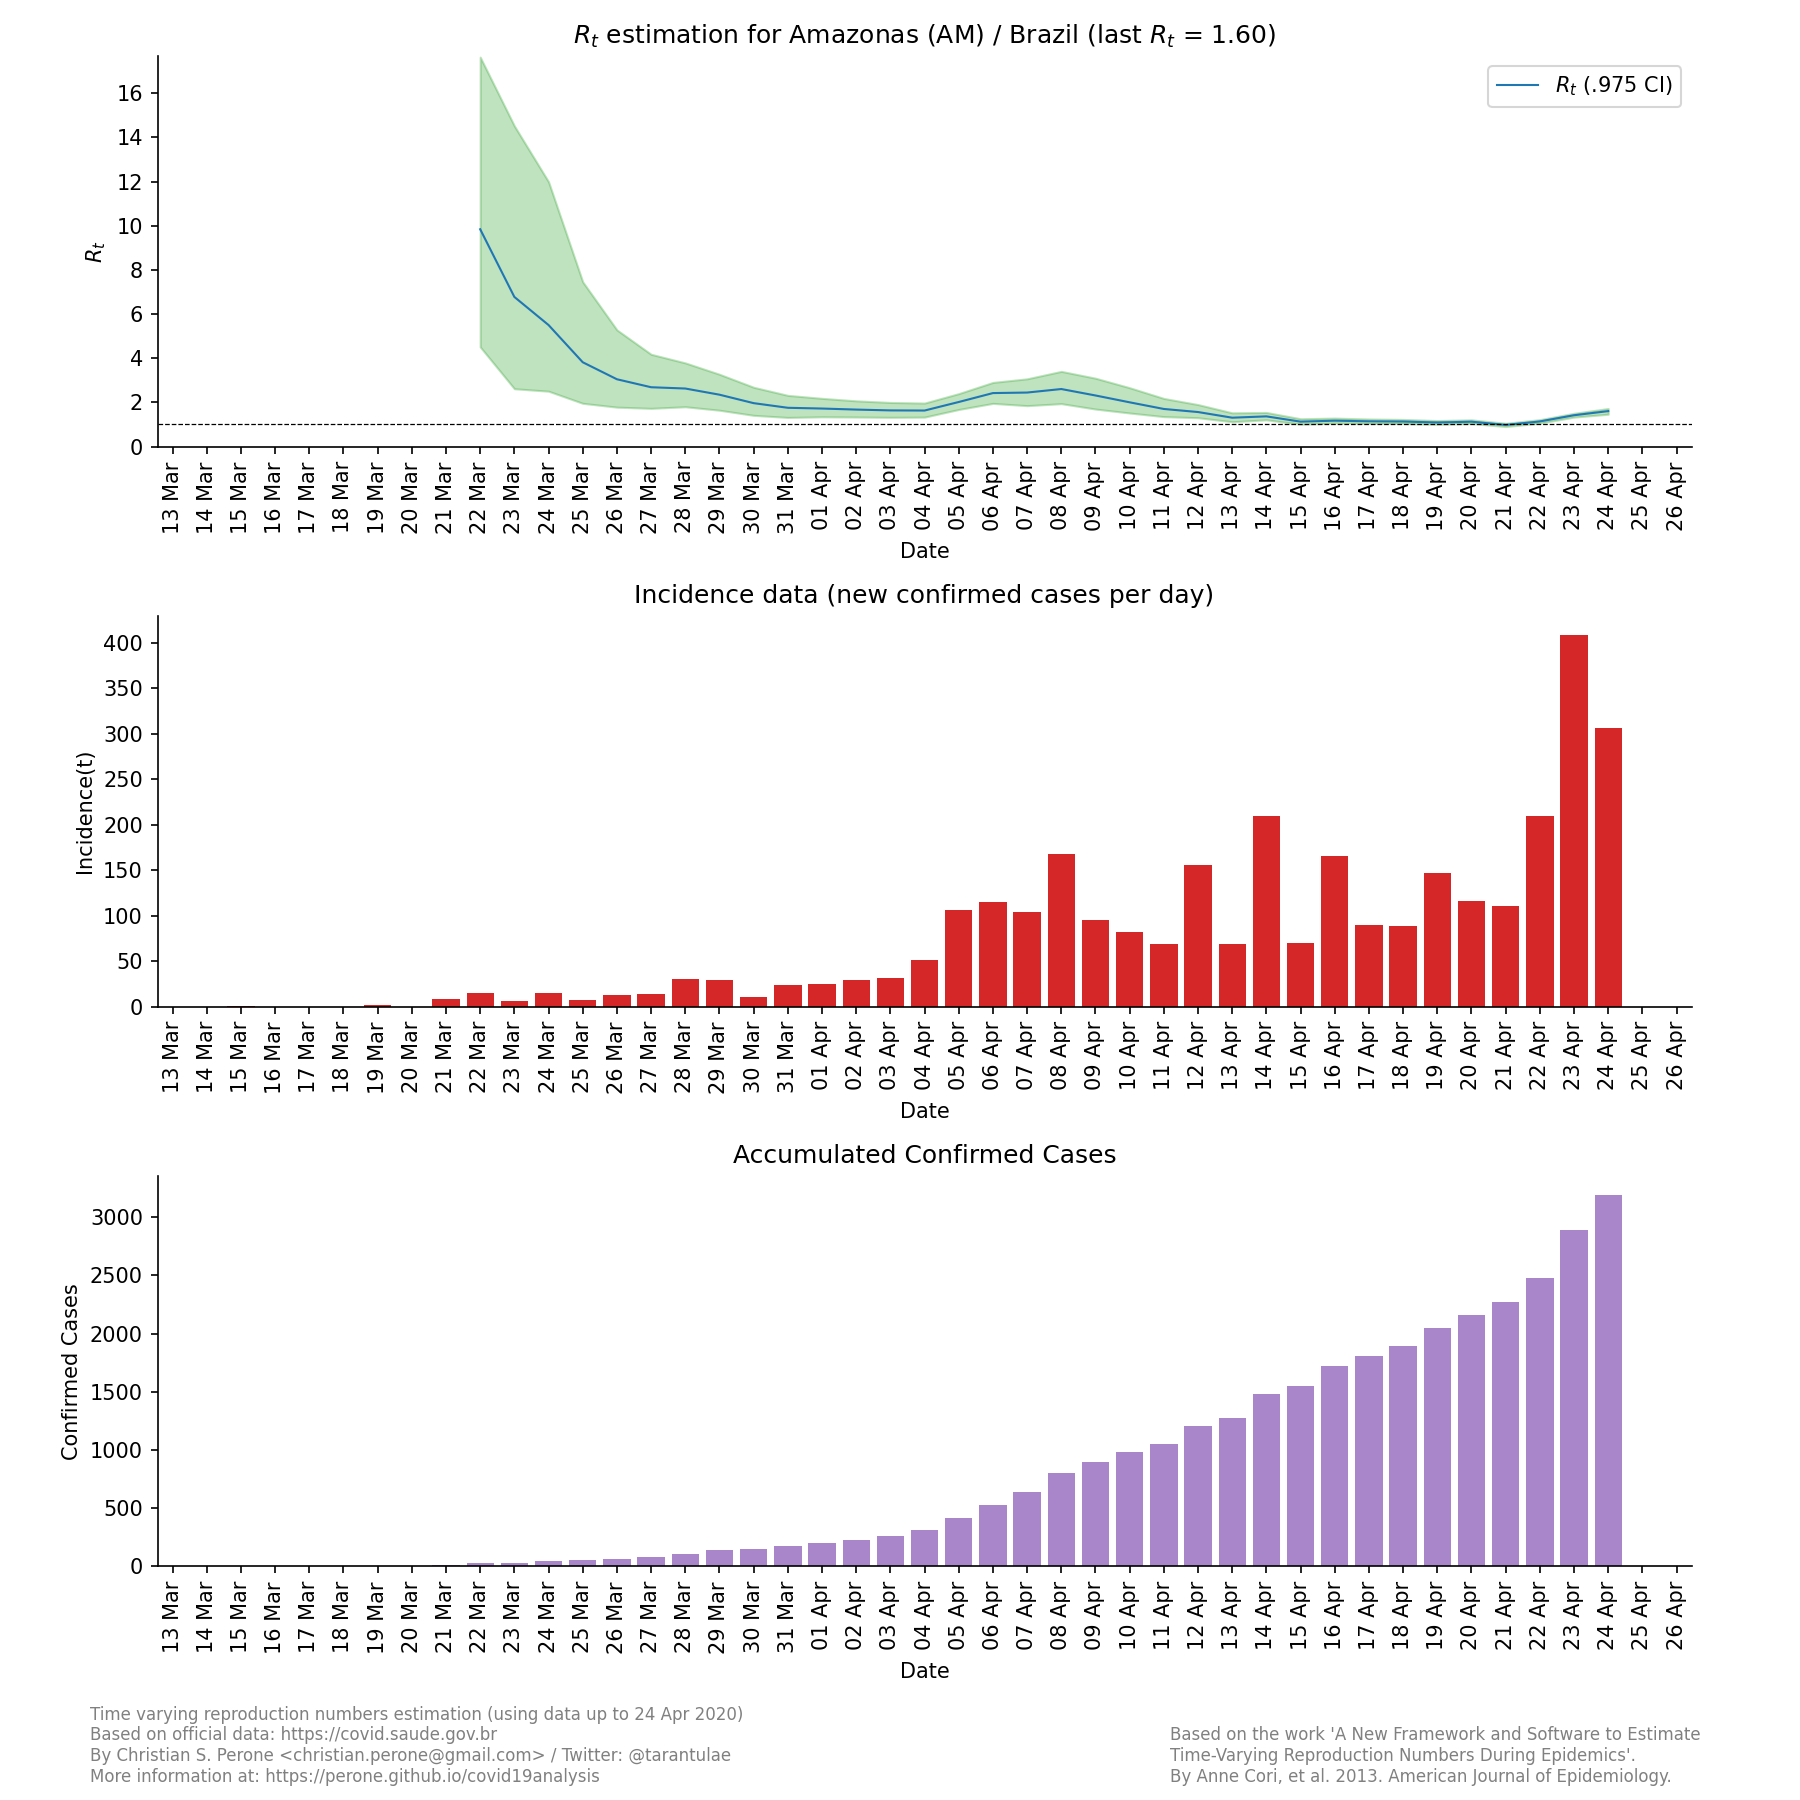 Rt estimation for Amazonas (AM) / Brazil (last Rt = 1.60)
Rt (.975 CI)
16
14
12
10
8
6
4
2
0
Rt
13 Mar 14 Mar 15 Mar 16 Mar 17 Mar 18 Mar 19 Mar 20 Mar 21 Mar 22 Mar 23 Mar 24 Mar 25 Mar 26 Mar 27 Mar 28 Mar 29 Mar 30 Mar 31 Mar 01 Apr 02 Apr 03 Apr 04 Apr 05 Apr 06 Apr 07 Apr 08 Apr 09 Apr 10 Apr 11 Apr 12 Apr 13 Apr 14 Apr 15 Apr 16 Apr 17 Apr 18 Apr 19 Apr 20 Apr 21 Apr 22 Apr 23 Apr 24 Apr 25 Apr 26 Apr
Date
Incidence data (new confirmed cases per day)
400
350
300
250
200
150
100
50
0
Incidence(t)
13 Mar 14 Mar 15 Mar 16 Mar 17 Mar 18 Mar 19 Mar 20 Mar 21 Mar 22 Mar 23 Mar 24 Mar 25 Mar 26 Mar 27 Mar 28 Mar 29 Mar 30 Mar 31 Mar 01 Apr 02 Apr 03 Apr 04 Apr 05 Apr 06 Apr 07 Apr 08 Apr 09 Apr 10 Apr 11 Apr 12 Apr 13 Apr 14 Apr 15 Apr 16 Apr 17 Apr 18 Apr 19 Apr 20 Apr 21 Apr 22 Apr 23 Apr 24 Apr 25 Apr 26 Apr
Date
Accumulated Confirmed Cases
3000
2500
2000
1500
1000
500
0
Confirmed Cases
13 Mar 14 Mar 15 Mar 16 Mar 17 Mar 18 Mar 19 Mar 20 Mar 21 Mar 22 Mar 23 Mar 24 Mar 25 Mar 26 Mar 27 Mar 28 Mar 29 Mar 30 Mar 31 Mar 01 Apr 02 Apr 03 Apr 04 Apr 05 Apr 06 Apr 07 Apr 08 Apr 09 Apr 10 Apr 11 Apr 12 Apr 13 Apr 14 Apr 15 Apr 16 Apr 17 Apr 18 Apr 19 Apr 20 Apr 21 Apr 22 Apr 23 Apr 24 Apr 25 Apr 26 Apr
Date
Time varying reproduction numbers estimation (using data up to 24 Apr 2020)
Based on official data: https://covid.saude.gov.br
By Christian S. Perone <christian.perone@gmail.com> / Twitter: @tarantulae
More information at: https://perone.github.io/covid19analysis
Based on the work 'A New Framework and Software to Estimate
Time-Varying Reproduction Numbers During Epidemics'.
By Anne Cori, et al. 2013. American Journal of Epidemiology.